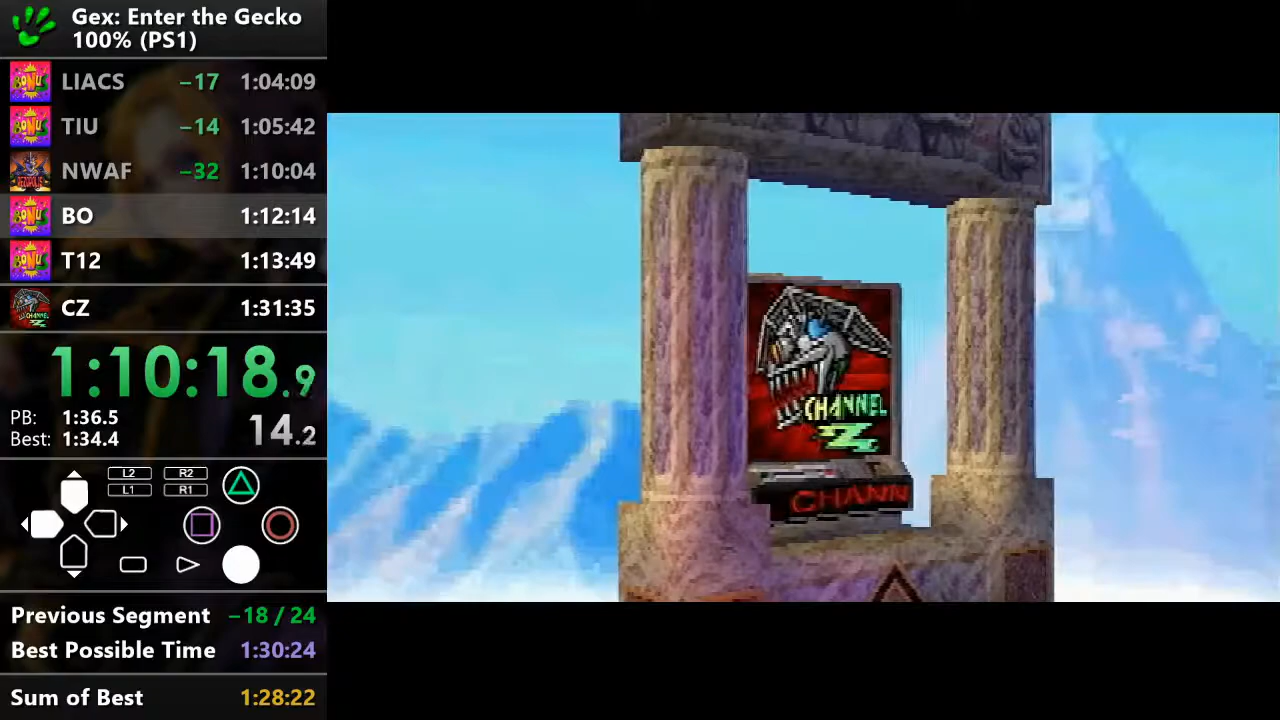 Gex: Enter the Gecko
100% (PS1)
LIACS −17 1:04:09
TIU −14 1:05:42
NWAF −32 1:10:04
BO 1:12:14
T12 1:13:49
CZ 1:31:35
1:10:18.9
PB: 1:36.5
Best: 1:34.4
14.2
L2 R2
L1 R1
Previous Segment −18 / 24
Best Possible Time 1:30:24
Sum of Best 1:28:22
CHANNEL
Z
CHANN